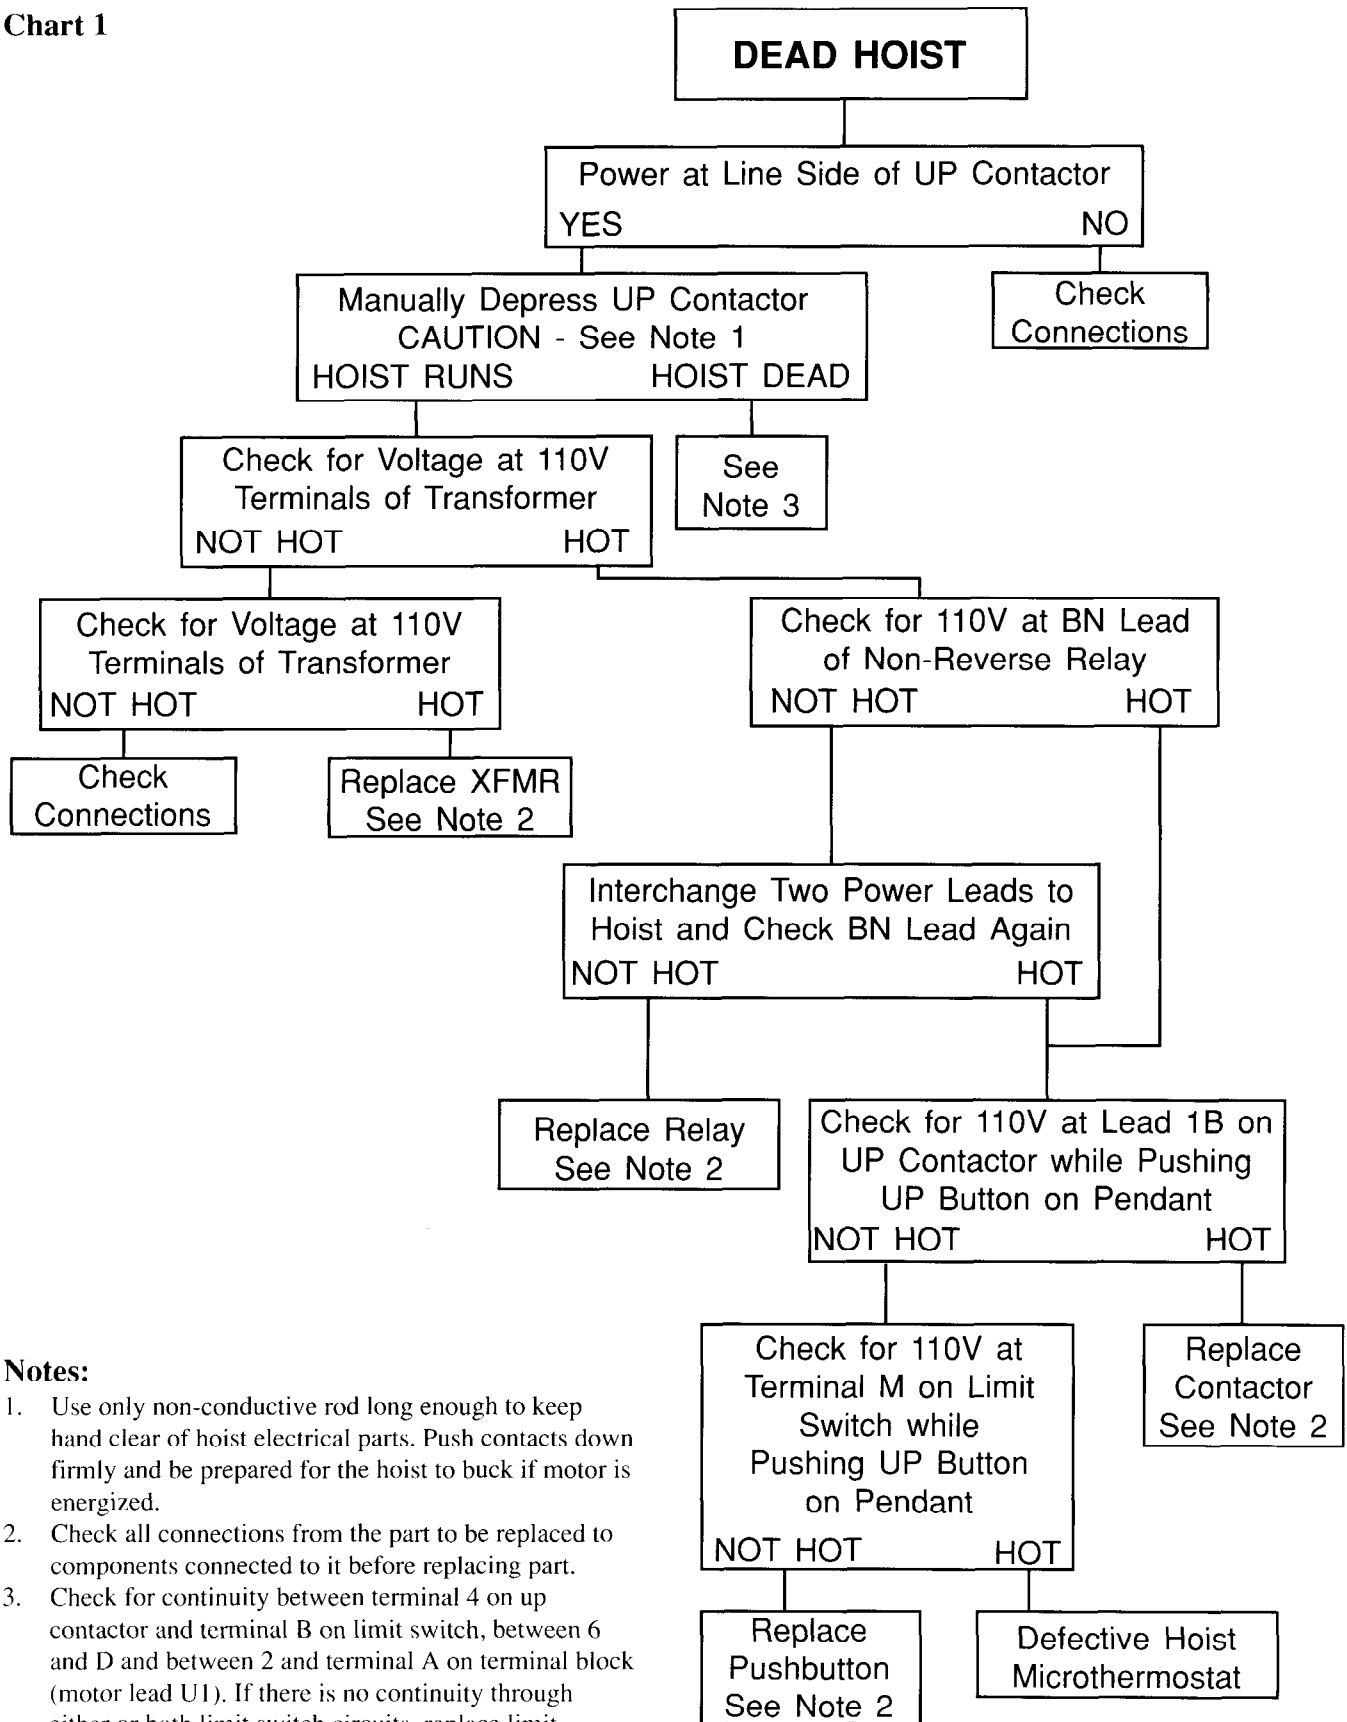 Chart 1
DEAD HOIST
Power at Line Side of UP Contactor
YES NO
Check
Connections
Manually Depress UP Contactor
CAUTION - See Note 1
HOIST RUNS HOIST DEAD
See
Note 3
Check for Voltage at 110V
Terminals of Transformer
NOT HOT HOT
Check for Voltage at 110V
Terminals of Transformer
NOT HOT HOT
Check
Connections
Replace XFMR
See Note 2
Check for 110V at BN Lead
of Non-Reverse Relay
NOT HOT HOT
Interchange Two Power Leads to
Hoist and Check BN Lead Again
NOT HOT HOT
Replace Relay
See Note 2
Check for 110V at Lead 1B on
UP Contactor while Pushing
UP Button on Pendant
NOT HOT HOT
Replace
Contactor
See Note 2
Check for 110V at
Terminal M on Limit
Switch while
Pushing UP Button
on Pendant
NOT HOT HOT
Replace
Pushbutton
See Note 2
Defective Hoist
Microthermostat
Notes:
1. Use only non-conductive rod long enough to keep
hand clear of hoist electrical parts. Push contacts down
firmly and be prepared for the hoist to buck if motor is
energized.
2. Check all connections from the part to be replaced to
components connected to it before replacing part.
3. Check for continuity between terminal 4 on up
contactor and terminal B on limit switch, between 6
and D and between 2 and terminal A on terminal block
(motor lead U1). If there is no continuity through
either or both limit switch circuits, replace limit